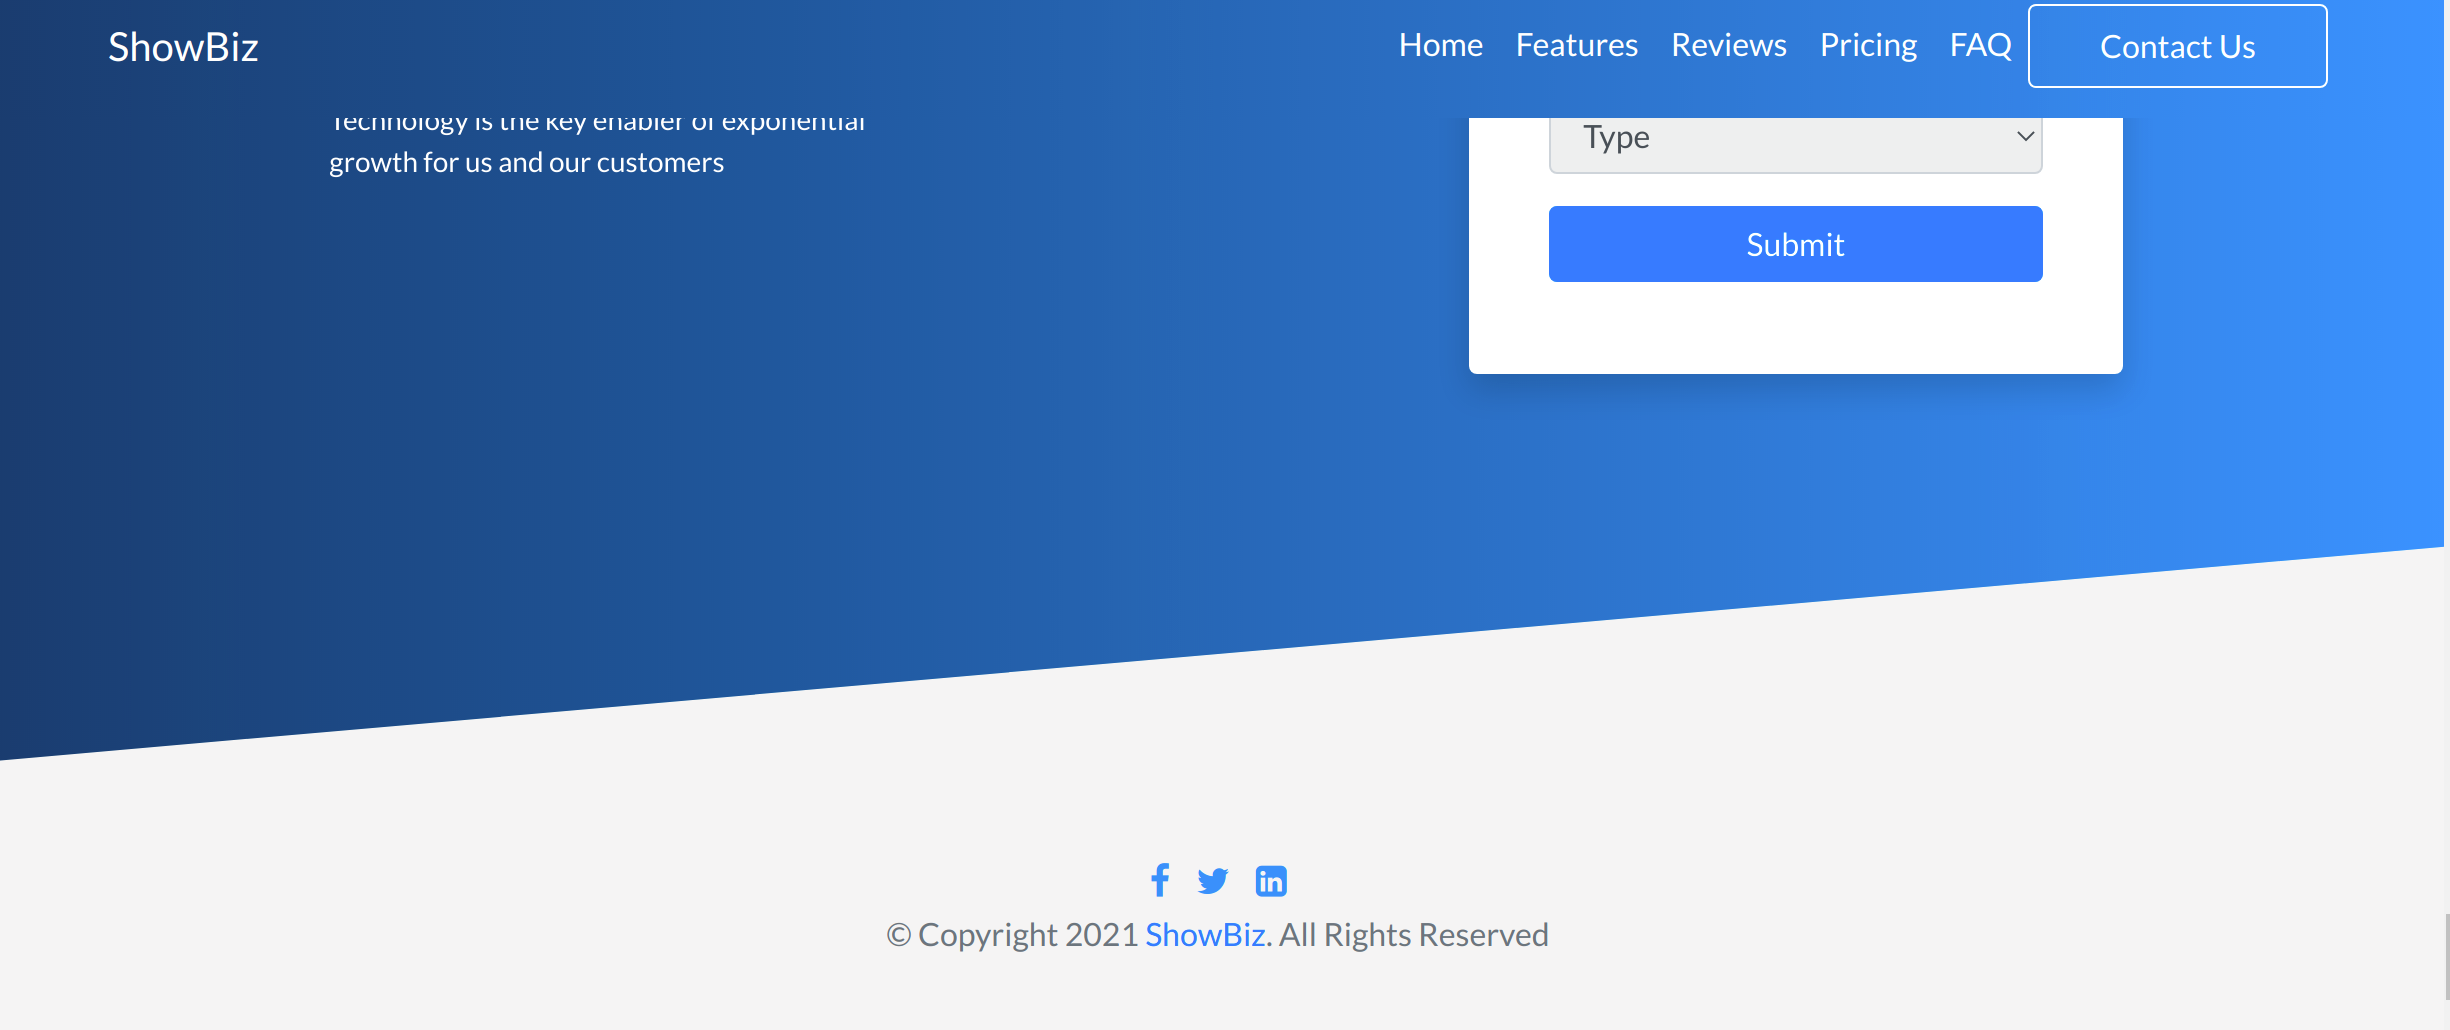 ShowBiz
Home Features Reviews Pricing FAQ Contact Us
Technology is the key enabler of exponential
growth for us and our customers
Type
Submit
© Copyright 2021 ShowBiz. All Rights Reserved